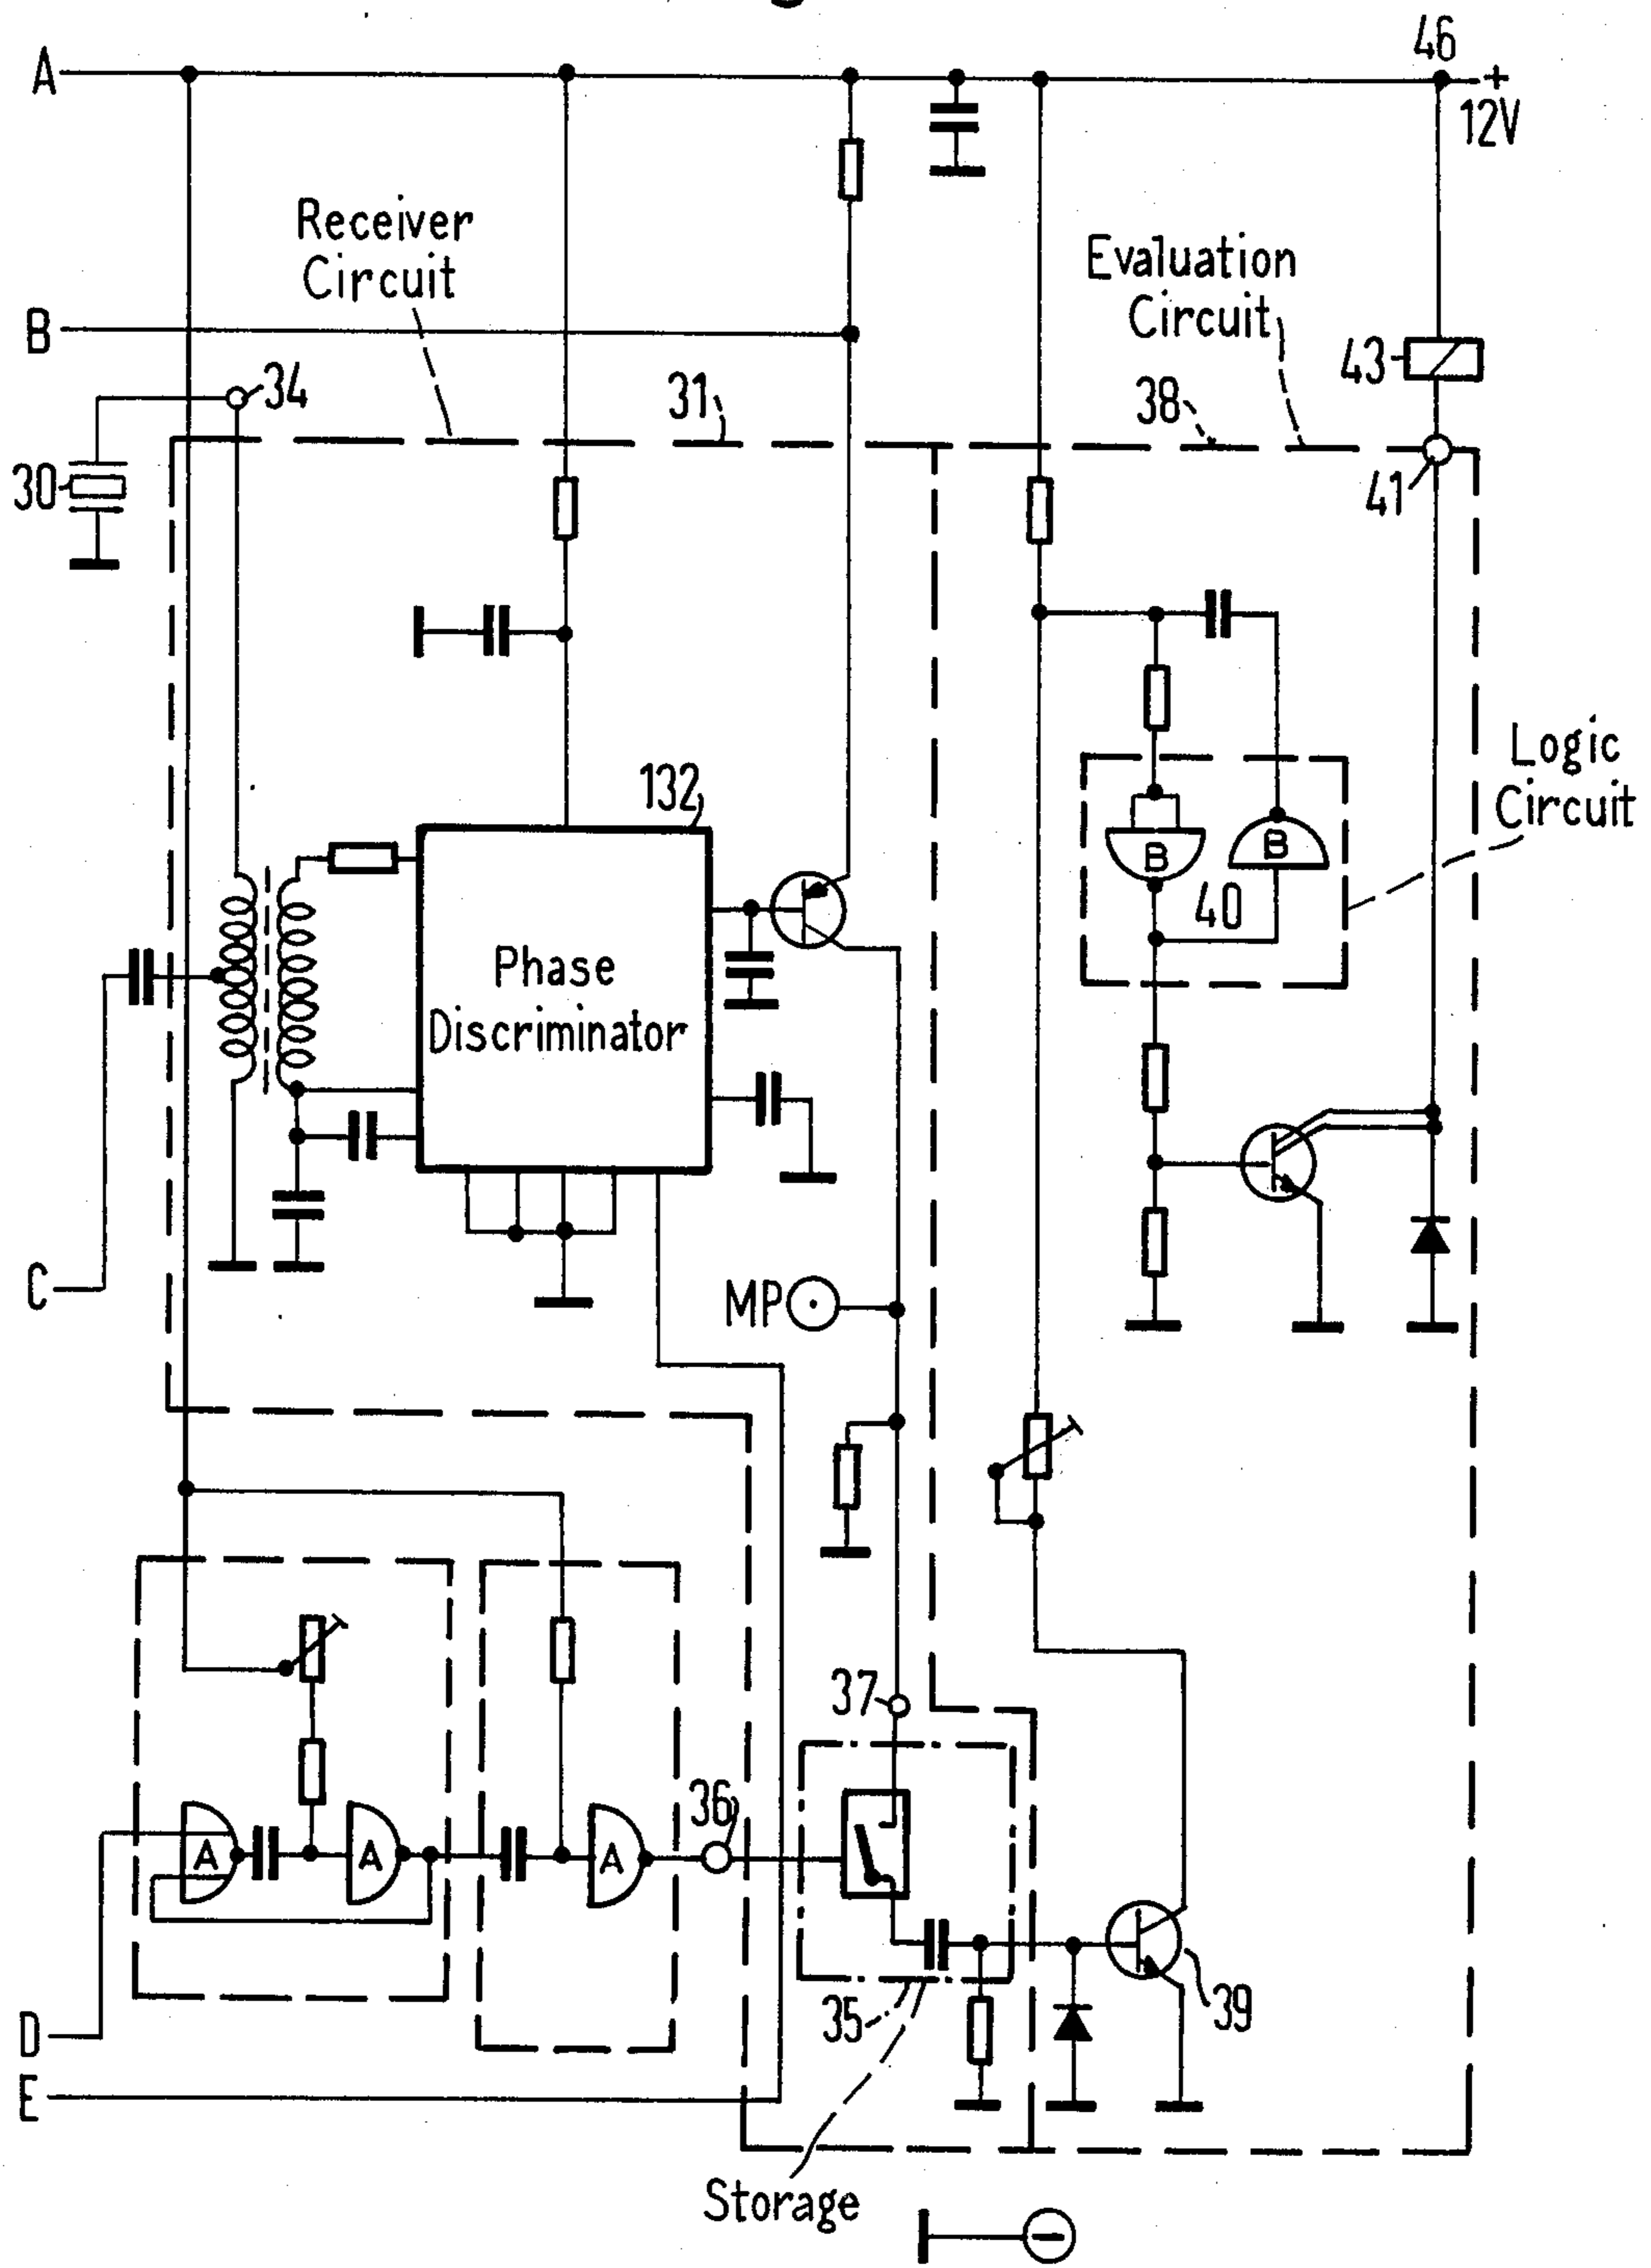 46
A
+
12V
Receiver
Circuit
Evaluation
Circuit
B
43
34
31
38
30
41
Logic
Circuit
132
B
B
40
Phase
Discriminator
C
MP
37
36
A
A
A
35
39
D
E
Storage